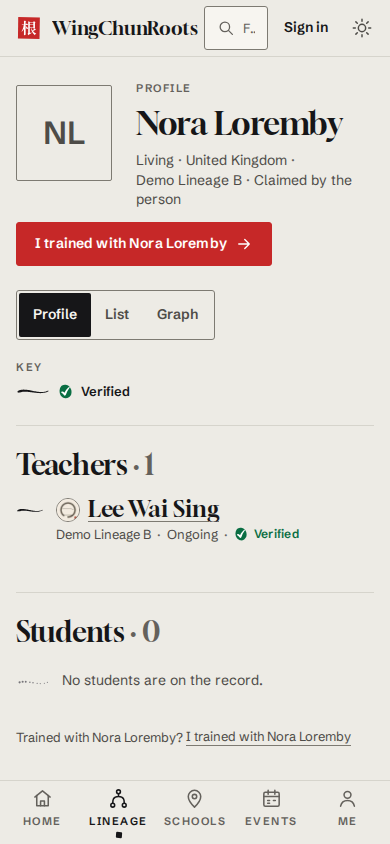 根 WingChunRoots F.. Sign in
PROFILE
NL
Nora Loremby
Living · United Kingdom ·
Demo Lineage B · Claimed by the
person
I trained with Nora Loremby →
Profile List Graph
KEY
Verified
Teachers · 1
Lee Wai Sing
Demo Lineage B · Ongoing · Verified
Students · 0
No students are on the record.
Trained with Nora Loremby? I trained with Nora Loremby
HOME LINEAGE SCHOOLS EVENTS ME